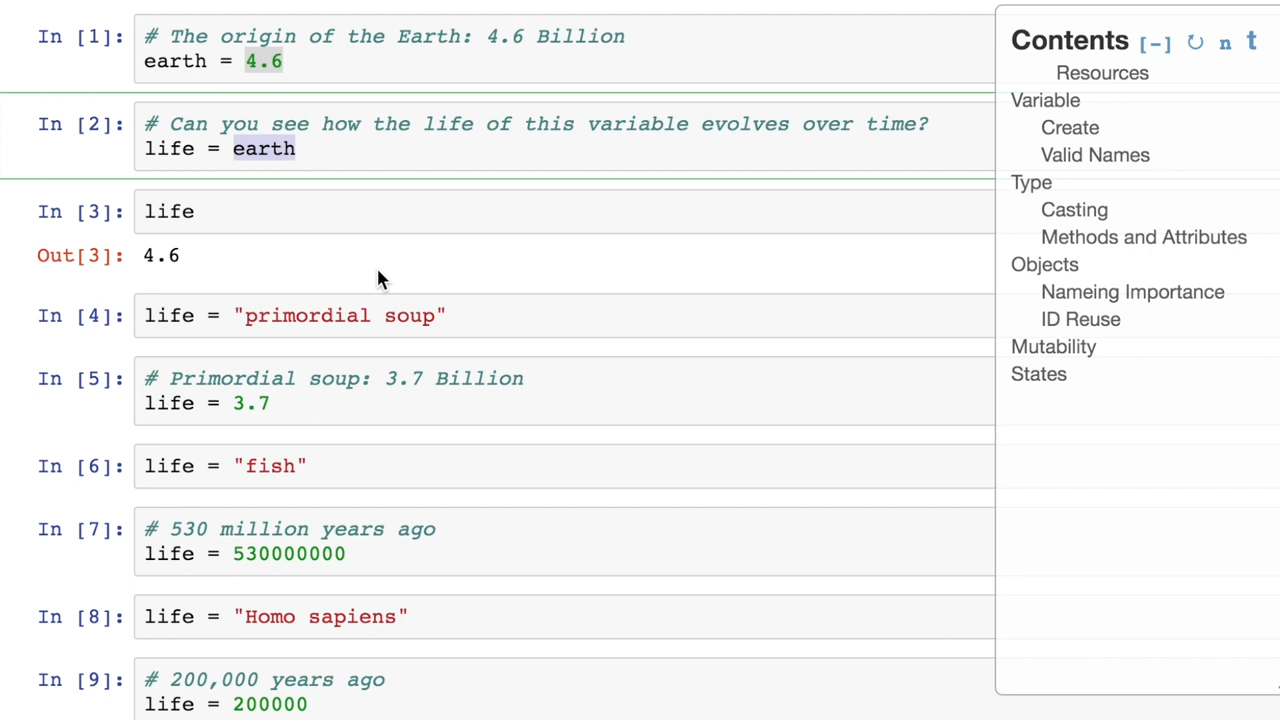 In [1]: # The origin of the Earth: 4.6 Billion
earth = 4.6
In [2]: # Can you see how the life of this variable evolves over time?
life = earth
In [3]: life
Out[3]: 4.6
In [4]: life = "primordial soup"
In [5]: # Primordial soup: 3.7 Billion
life = 3.7
In [6]: life = "fish"
In [7]: # 530 million years ago
life = 530000000
In [8]: life = "Homo sapiens"
In [9]: # 200,000 years ago
life = 200000
Contents [-] ↻ n t
Resources
Variable
Create
Valid Names
Type
Casting
Methods and Attributes
Objects
Nameing Importance
ID Reuse
Mutability
States